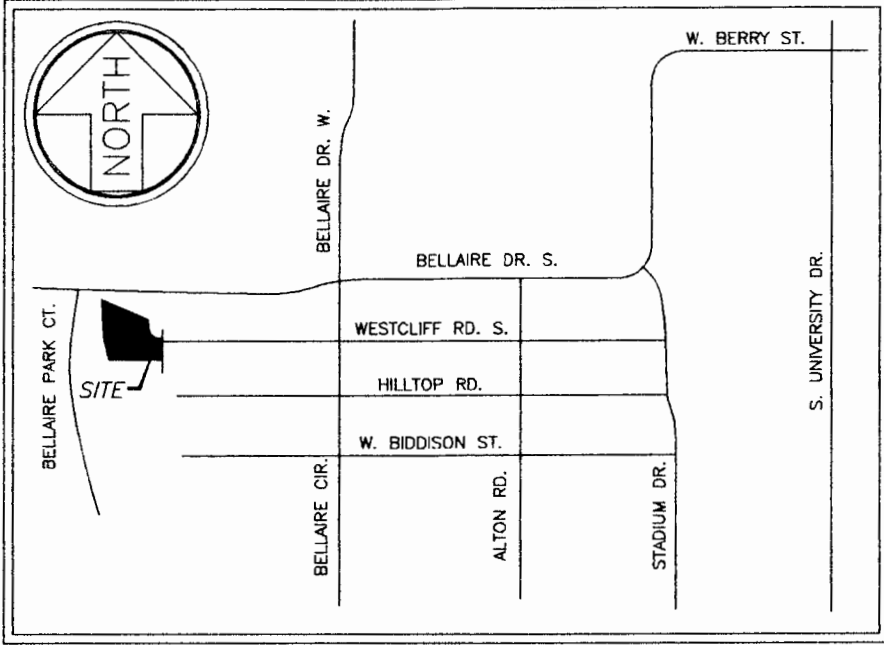 W. BERRY ST.
NORTH
BELLAIRE DR. W.
BELLAIRE DR. S.
S. UNIVERSITY DR.
BELLAIRE PARK CT.
WESTCLIFF RD. S.
SITE
HILLTOP RD.
W. BIDDISON ST.
BELLAIRE CIR.
ALTON RD.
STADIUM DR.